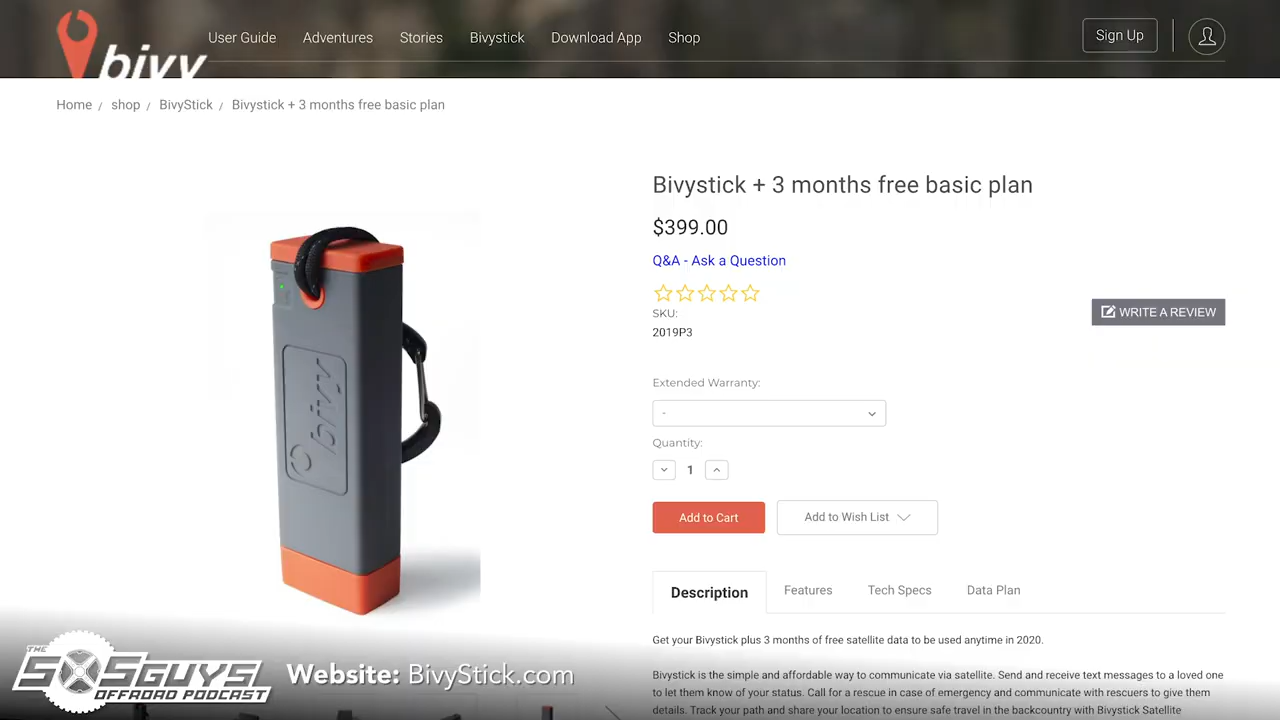 bivy
User Guide
Adventures
Stories
Bivystick
Download App
Shop
Sign Up
Home / shop / BivyStick / Bivystick + 3 months free basic plan
bivy
Bivystick + 3 months free basic plan
$399.00
Q&A - Ask a Question
SKU:
2019P3
WRITE A REVIEW
Extended Warranty:
-
Quantity:
1
Add to Cart
Add to Wish List
Description
Features
Tech Specs
Data Plan
Get your Bivystick plus 3 months of free satellite data to be used anytime in 2020.
Bivystick is the simple and affordable way to communicate via satellite. Send and receive text messages to a loved one
to let them know of your status. Call for a rescue in case of emergency and communicate with rescuers to give them
details. Track your path and share your location to ensure safe travel in the backcountry with Bivystick Satellite
THE
SXSGUYS
OFFROAD PODCAST
Website: BivyStick.com